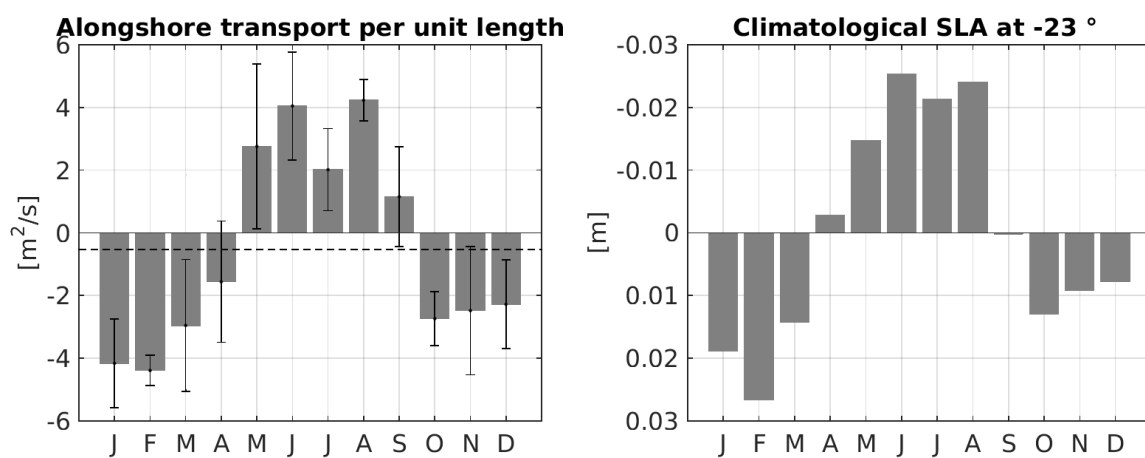 Alongshore transport per unit length
6
4
2
0
-2
-4
-6
[m²/s]
J F M A M J J A S O N D
Climatological SLA at -23 °
-0.03
-0.02
-0.01
0
0.01
0.02
0.03
[m]
J F M A M J J A S O N D